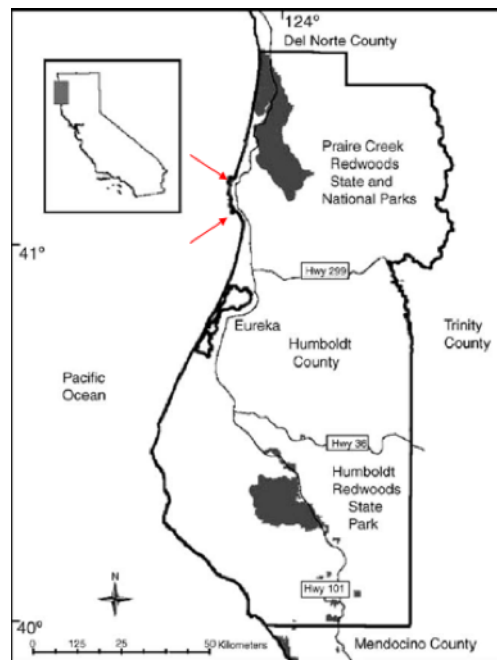 124°
Del Norte County
Praire Creek
Redwoods
State and
National Parks
41°
Hwy 299
Eureka
Trinity
County
Humboldt
County
Pacific
Ocean
Hwy 36
Humboldt
Redwoods
State
Park
N
Hwy 101
40°
0 125 25 50 Kilometers
Mendocino County